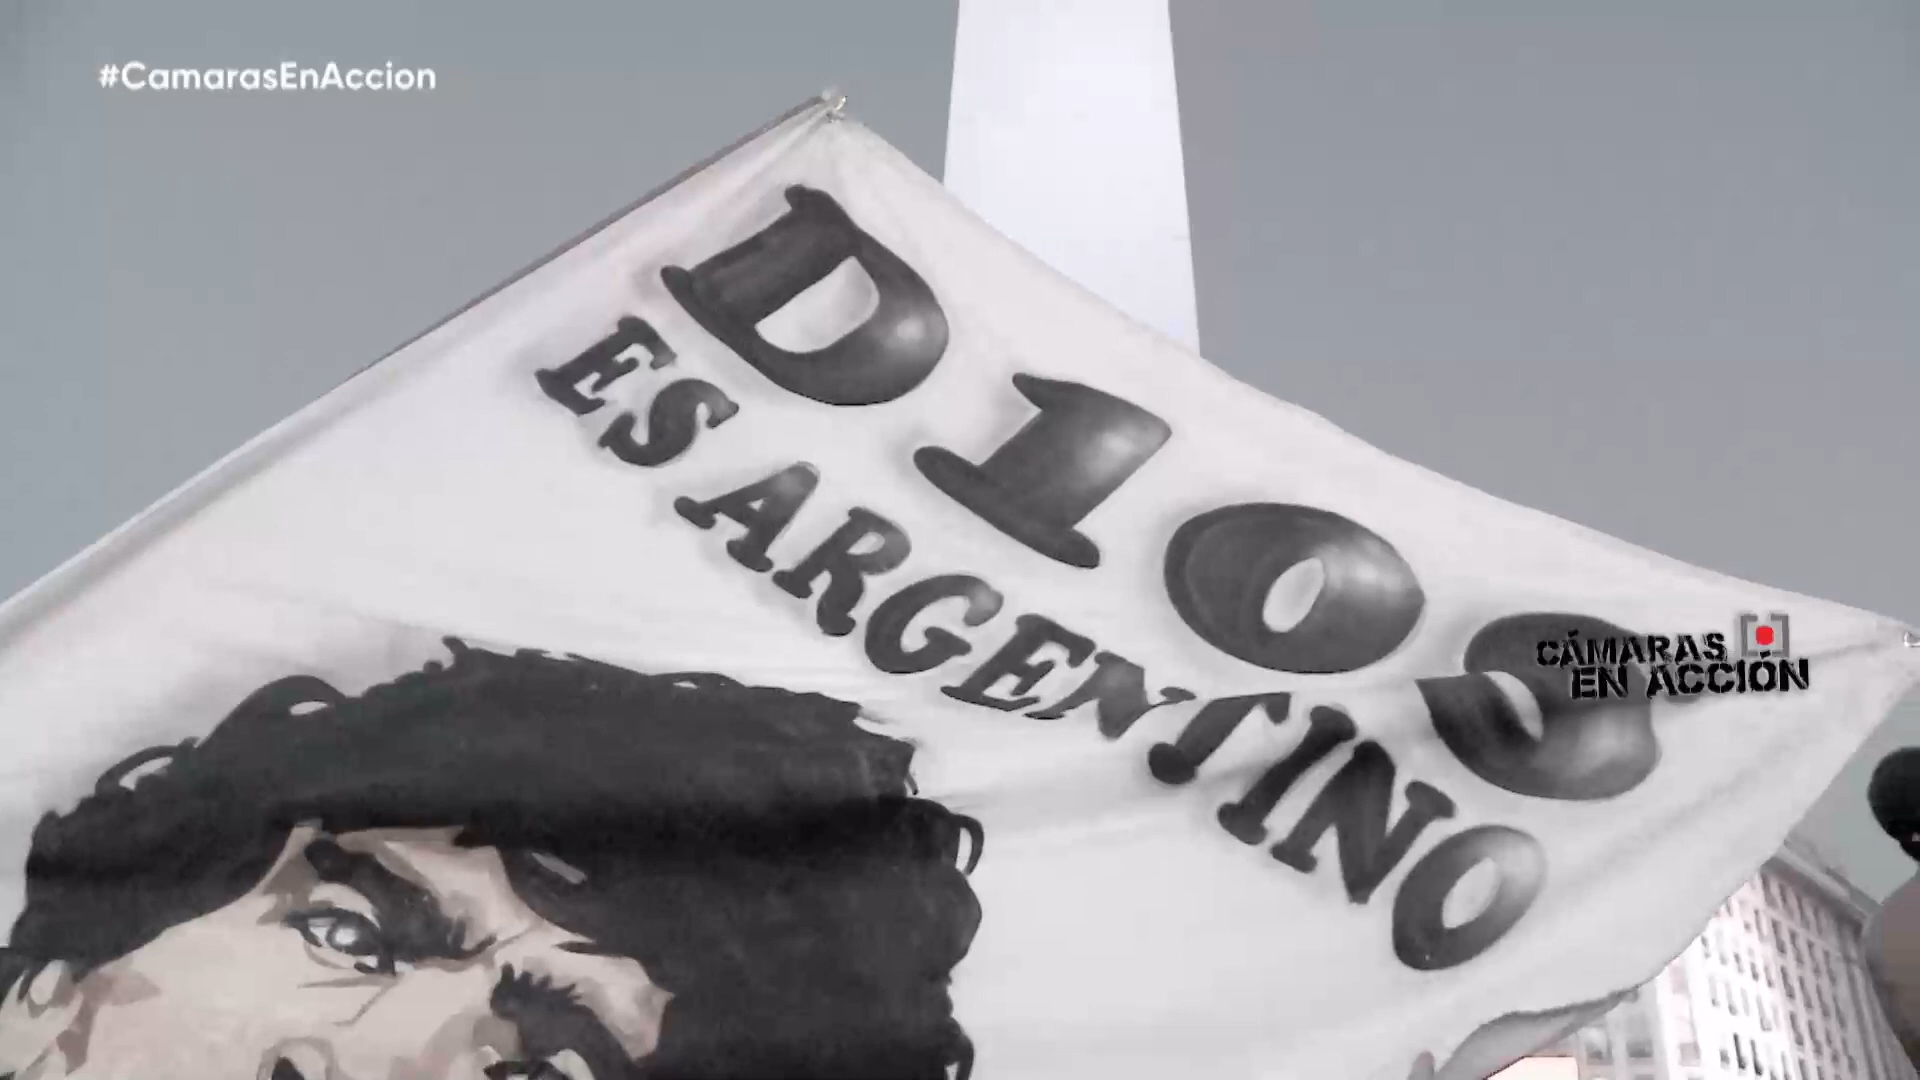 #CamarasEnAccion
D10S
ES ARGENTINO
CÁMARAS
EN ACCIÓN